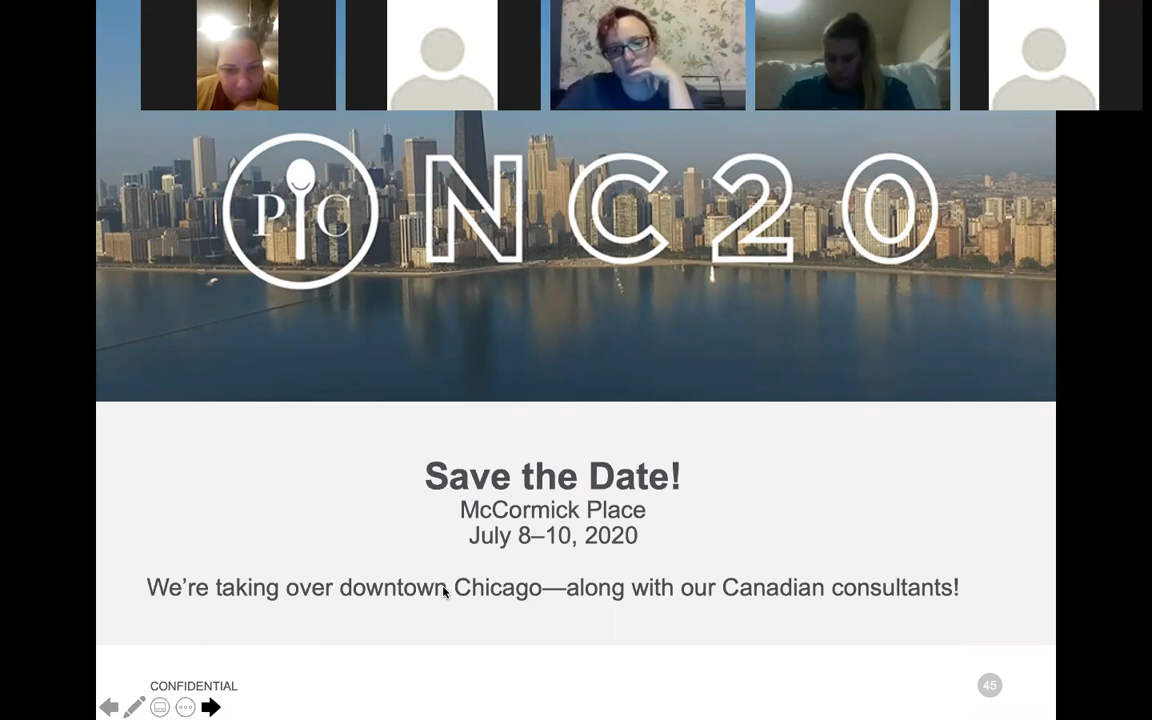 PIC NC20
Save the Date!
McCormick Place
July 8–10, 2020
We're taking over downtown Chicago—along with our Canadian consultants!
CONFIDENTIAL
45